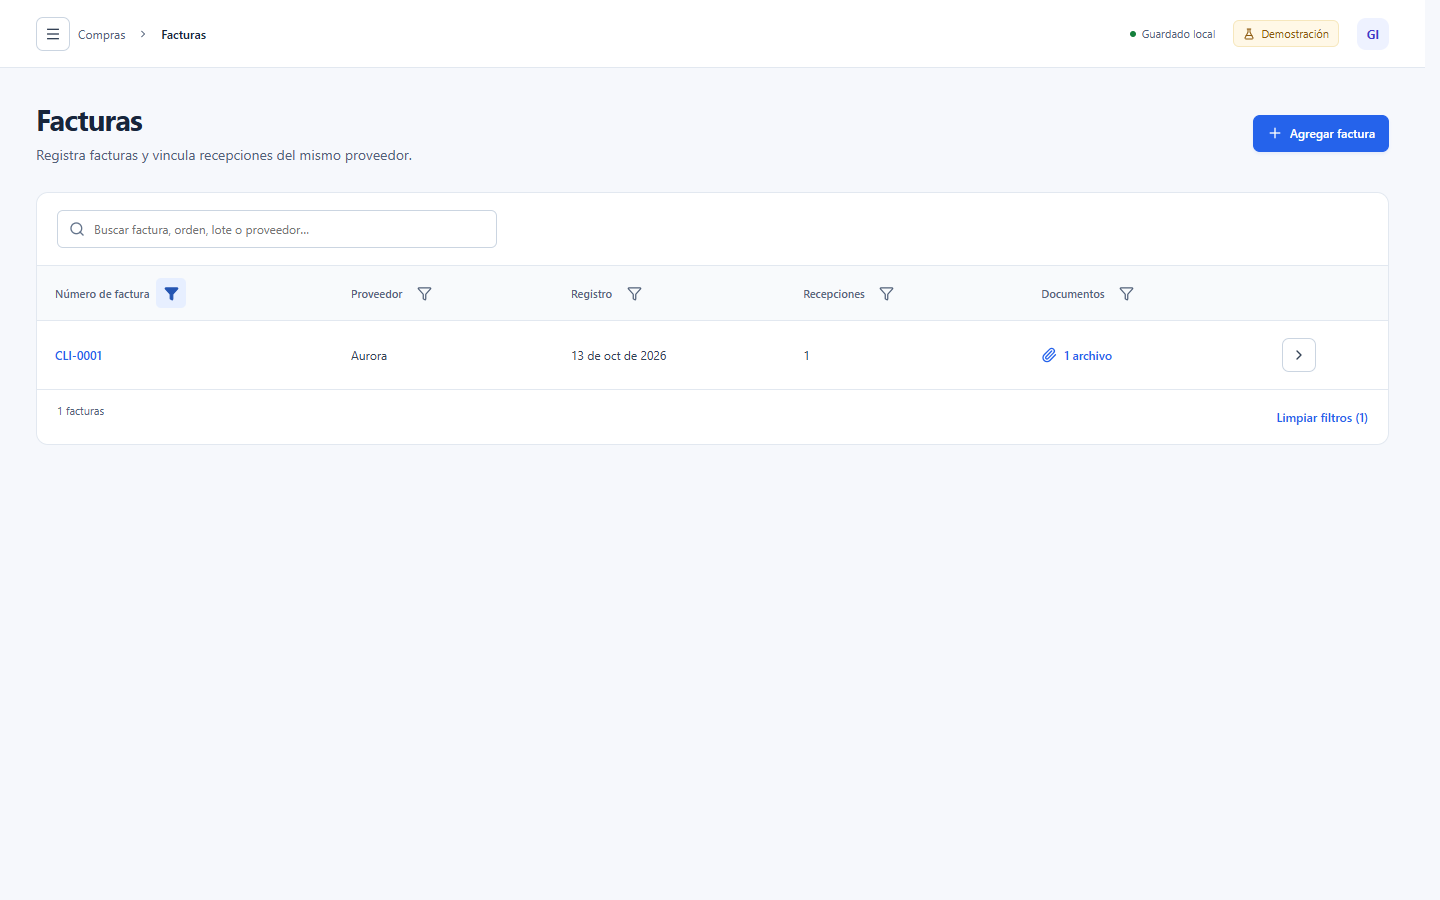 Compras > Facturas
Guardado local
Demostración
GI
Facturas
Registra facturas y vincula recepciones del mismo proveedor.
Agregar factura
Buscar factura, orden, lote o proveedor...
Número de factura Proveedor Registro Recepciones Documentos
CLI-0001 Aurora 13 de oct de 2026 1 1 archivo
1 facturas
Limpiar filtros (1)